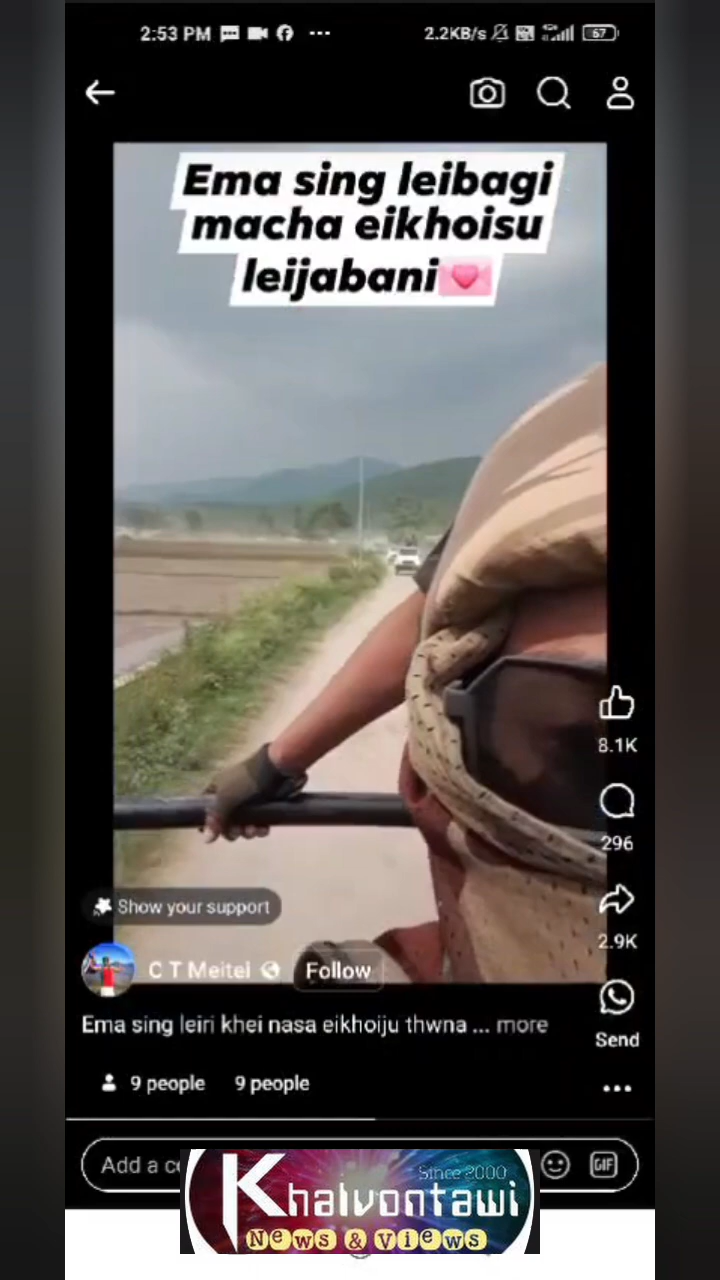 2:53 PM ...
2.2KB/s 4G+ 67
Ema sing leibagi
macha eikhoisu
leijabani
8.1K
296
Show your support
2.9K
C T Meitei
Follow
Ema sing leiri khei nasa eikhoiju thwna ... more
Send
9 people 9 people
Add a c
GIF
Since 2000
Khalvontawi
News & Views